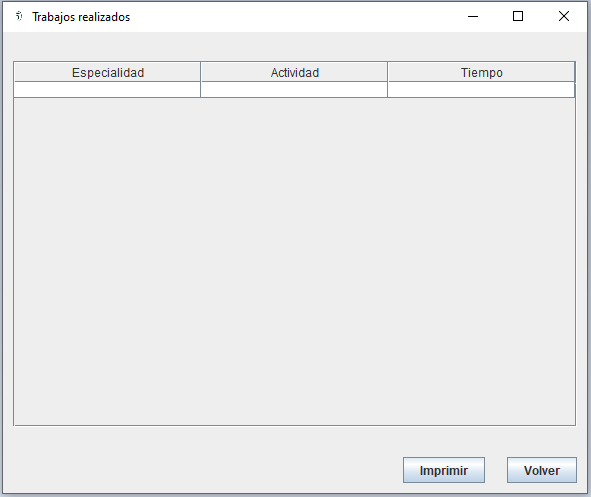 Trabajos realizados
Especialidad Actividad Tiempo
Imprimir Volver